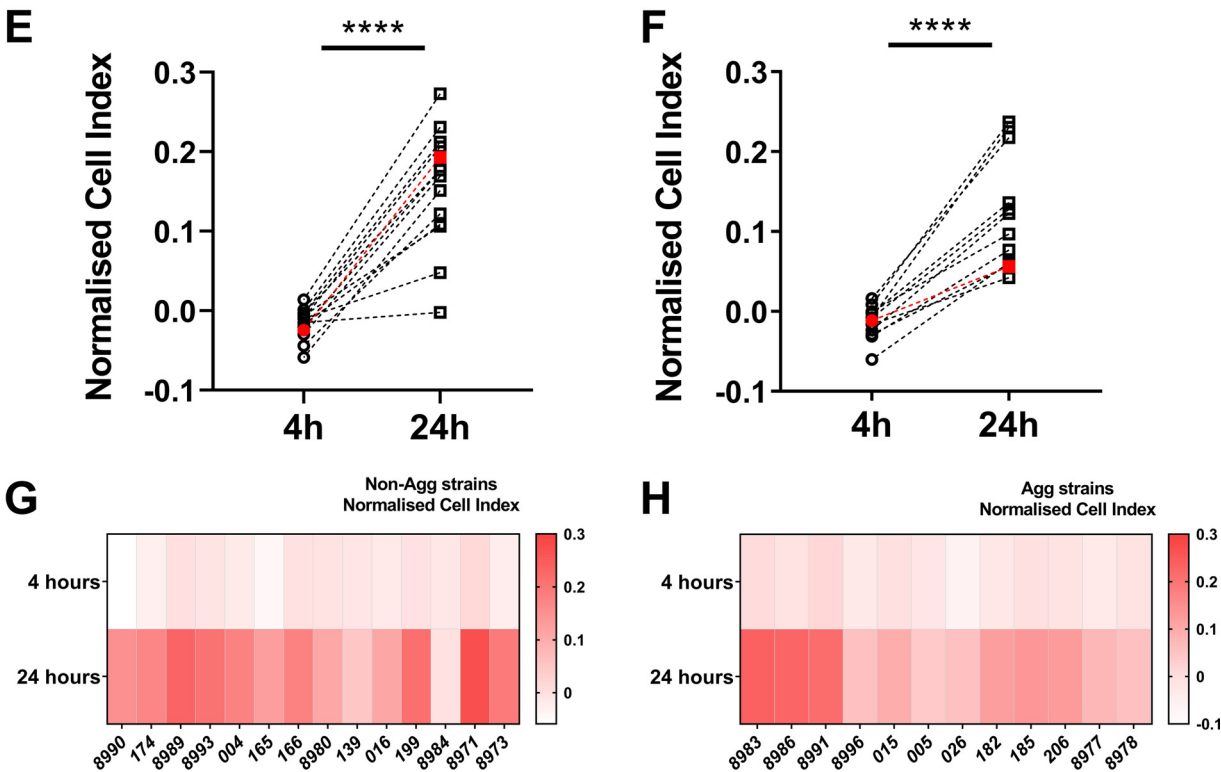 E
****
Normalised Cell Index
0.3
0.2
0.1
0.0
-0.1
4h
24h
F
****
Normalised Cell Index
0.3
0.2
0.1
0.0
-0.1
4h
24h
G
Non-Agg strains
Normalised Cell Index
4 hours
24 hours
0.3
0.2
0.1
0
8990
174
8989
8993
004
165
166
8980
139
016
199
8984
8971
8973
H
Agg strains
Normalised Cell Index
4 hours
24 hours
0.3
0.2
0.1
0
-0.1
8983
8986
8991
8996
015
005
026
182
185
206
8977
8978